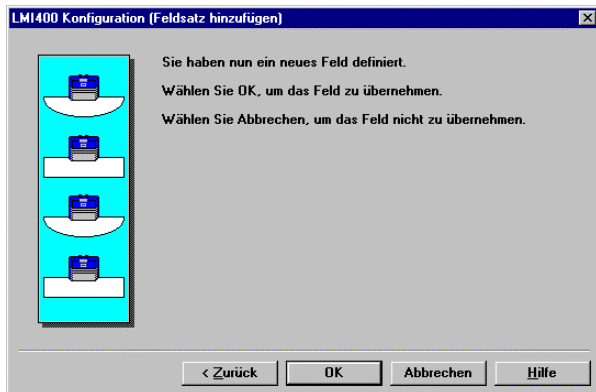 LMI400 Konfiguration (Feldsatz hinzufügen)
Sie haben nun ein neues Feld definiert.
Wählen Sie OK, um das Feld zu übernehmen.
Wählen Sie Abbrechen, um das Feld nicht zu übernehmen.
< Zurück OK Abbrechen Hilfe